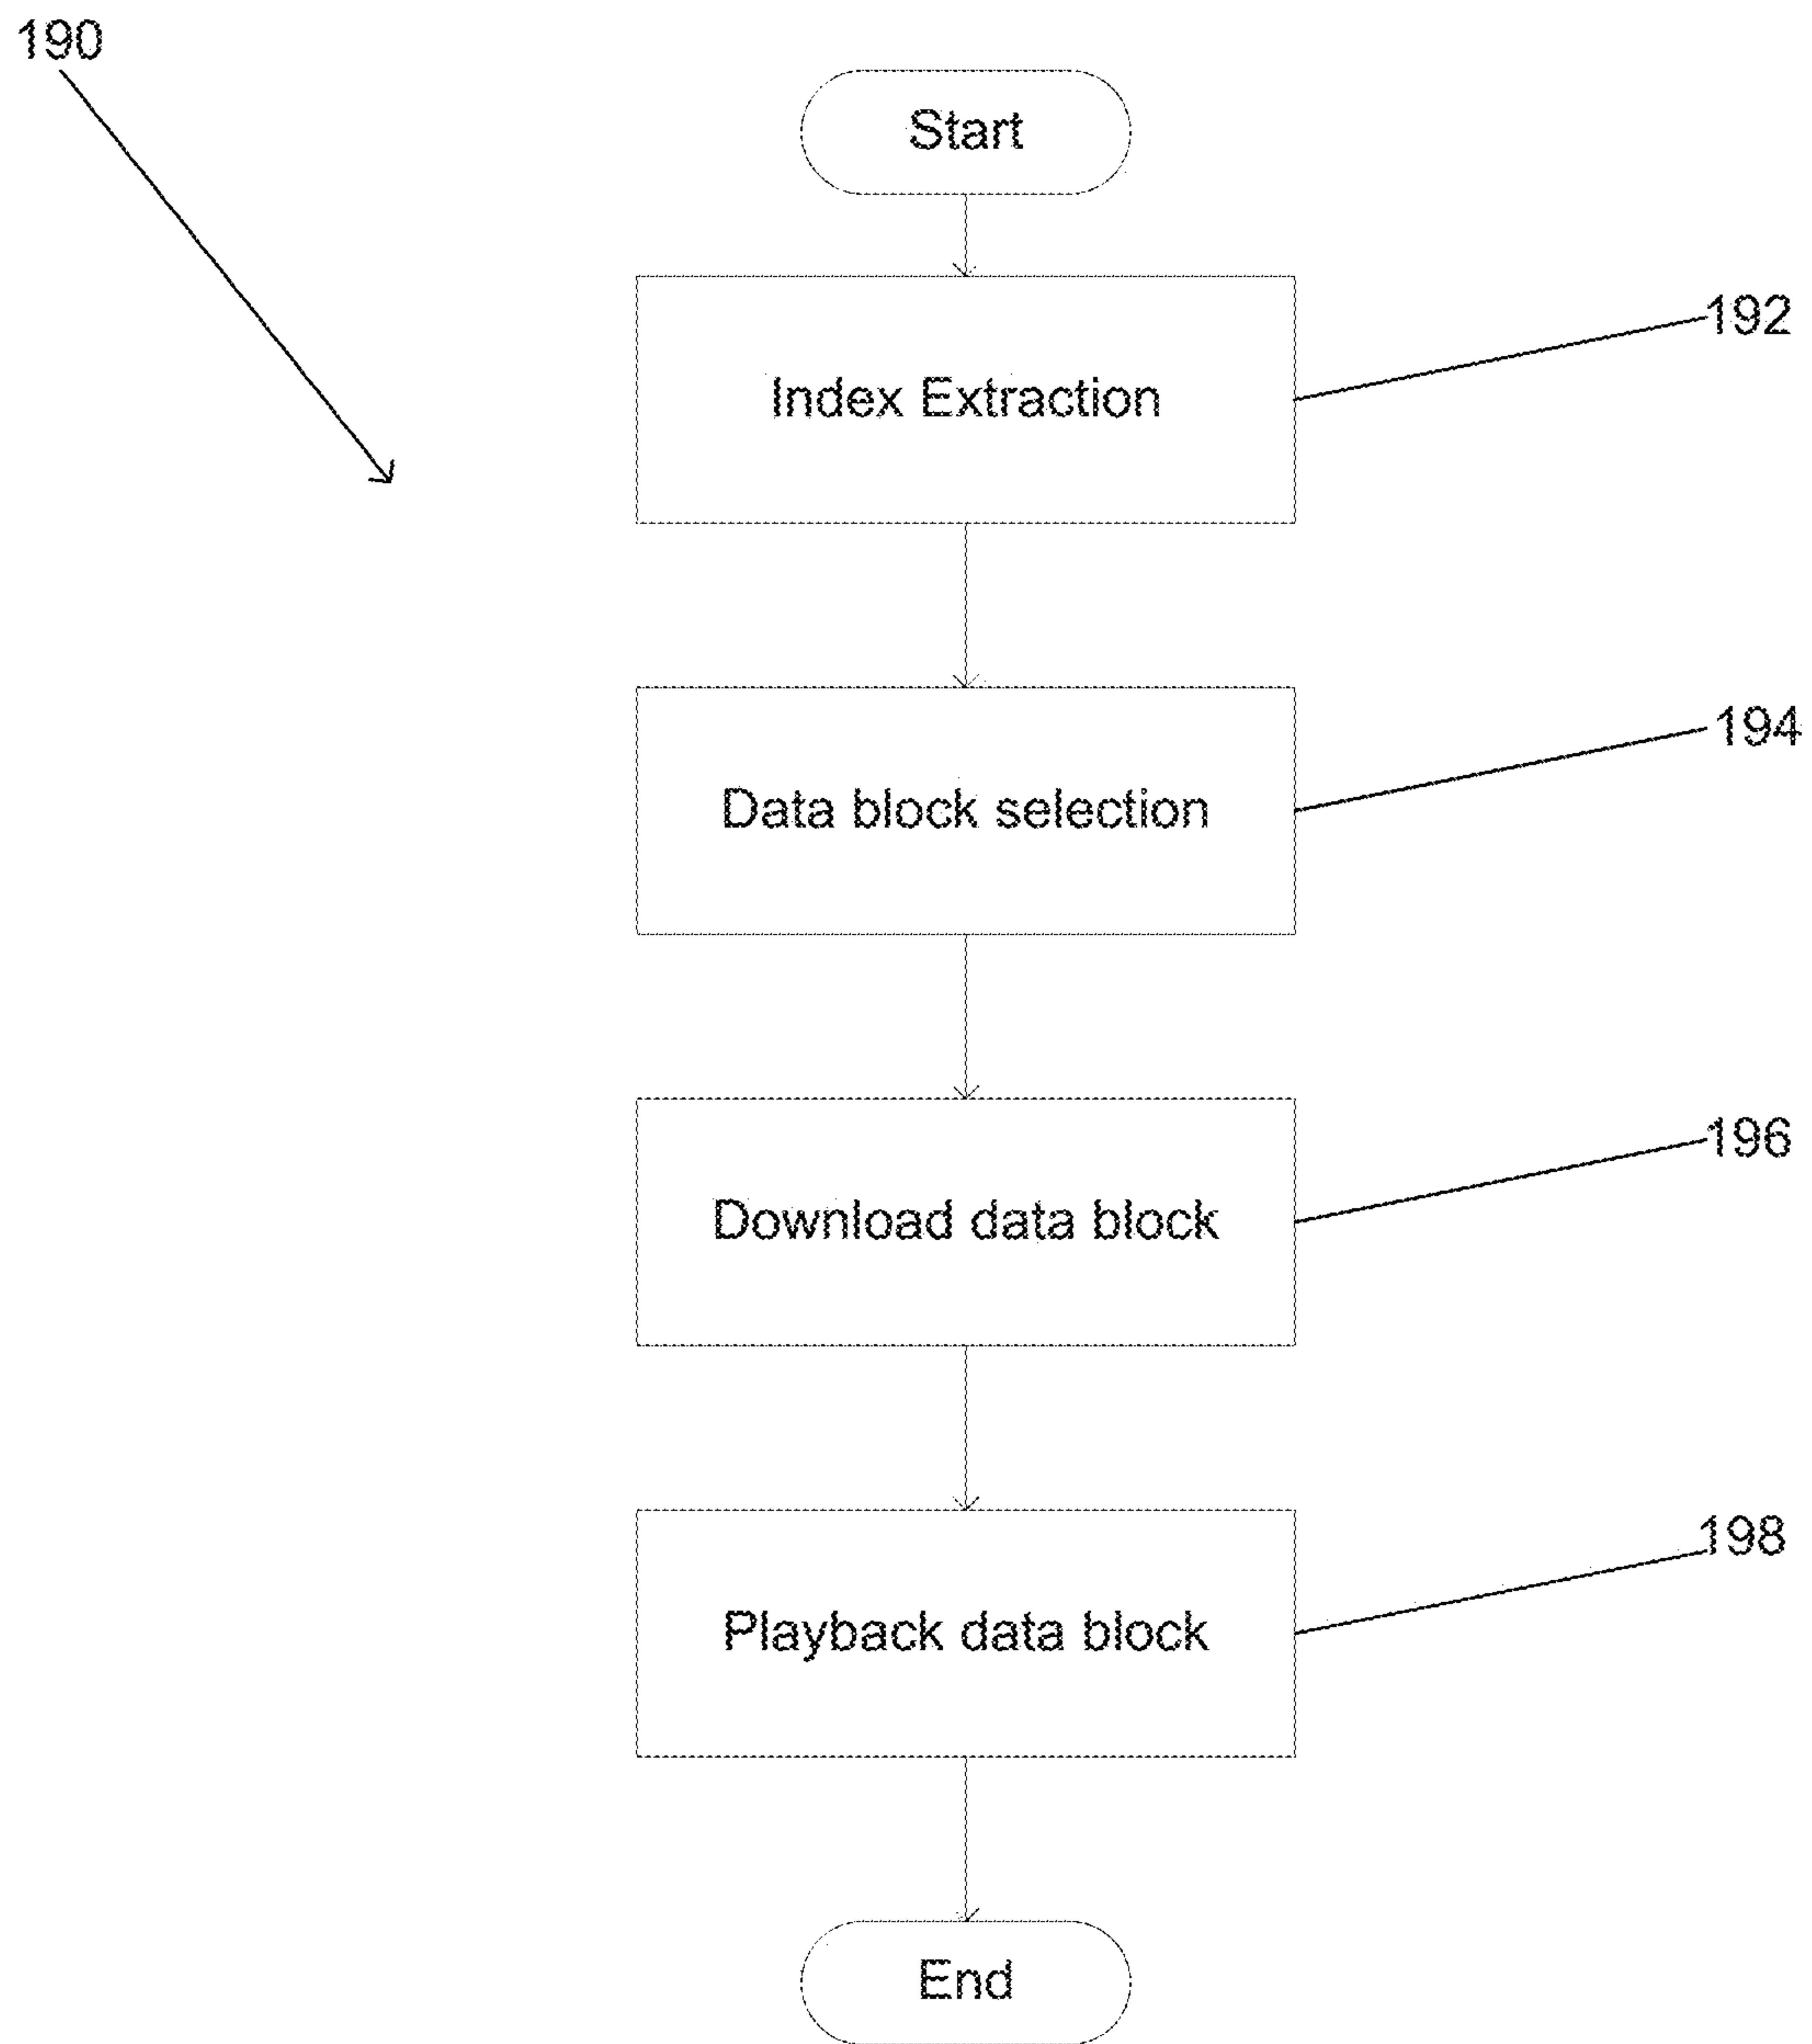 190
Start
192
Index Extraction
194
Data block selection
196
Download data block
198
Playback data block
End